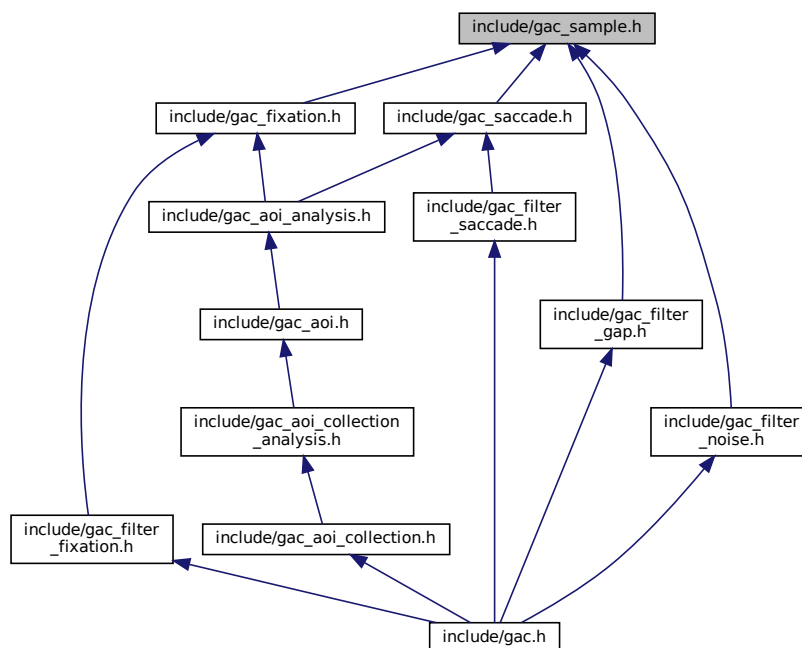 include/gac_sample.h
include/gac_fixation.h
include/gac_saccade.h
include/gac_aoi_analysis.h
include/gac_filter
_saccade.h
include/gac_aoi.h
include/gac_filter
_gap.h
include/gac_aoi_collection
_analysis.h
include/gac_filter
_noise.h
include/gac_filter
_fixation.h
include/gac_aoi_collection.h
include/gac.h